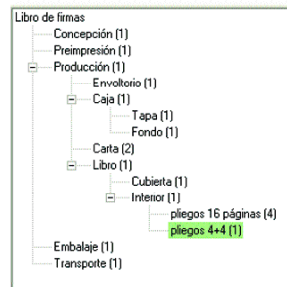 Libro de firmas
Concepción (1)
Preimpresión (1)
Producción (1)
Envoltorio (1)
Caja (1)
Tapa (1)
Fondo (1)
Carta (2)
Libro (1)
Cubierta (1)
Interior (1)
pliegos 16 páginas (4)
pliegos 4+4 (1)
Embalaje (1)
Transporte (1)